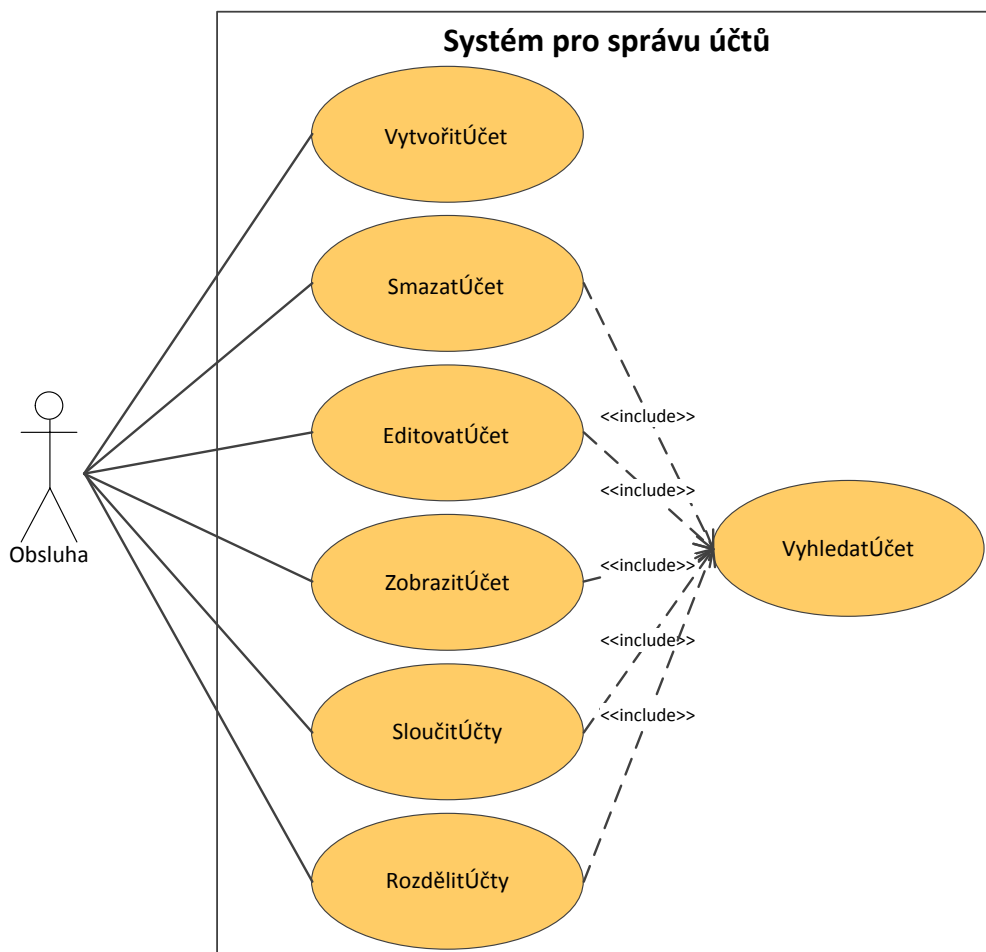 Systém pro správu účtů
VytvořitÚčet
SmazatÚčet
<<include>>
EditovatÚčet
<<include>>
VyhledatÚčet
Obsluha
ZobrazitÚčet
<<include>>
<<include>>
SloučitÚčty
<<include>>
RozdělitÚčty